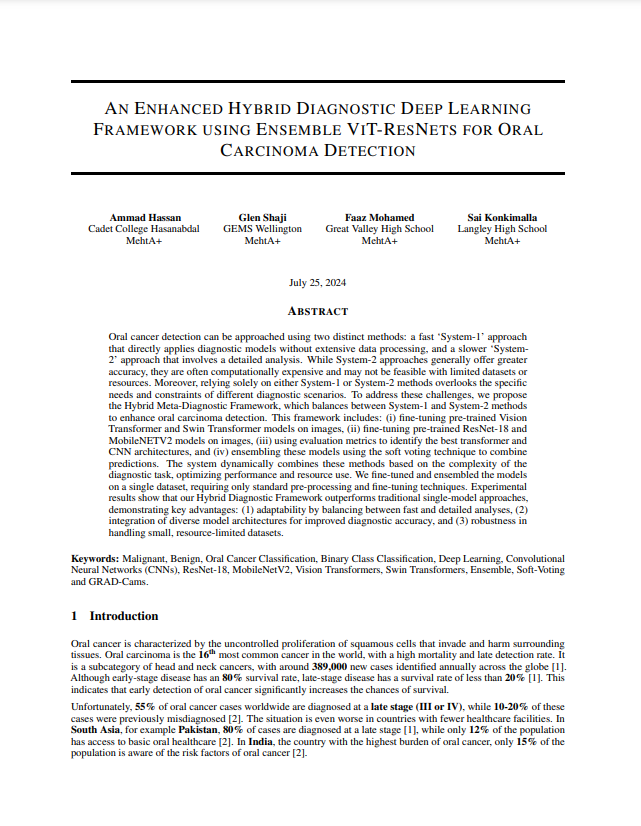 AN ENHANCED HYBRID DIAGNOSTIC DEEP LEARNING
FRAMEWORK USING ENSEMBLE VIT-RESNETS FOR ORAL
CARCINOMA DETECTION
Ammad Hassan Glen Shaji Faaz Mohamed Sai Konkimalla
Cadet College Hasanabdal GEMS Wellington Great Valley High School Langley High School
MehtA+ MehtA+ MehtA+ MehtA+
July 25, 2024
ABSTRACT
Oral cancer detection can be approached using two distinct methods: a fast ‘System-1’ approach
that directly applies diagnostic models without extensive data processing, and a slower ‘System-
2’ approach that involves a detailed analysis. While System-2 approaches generally offer greater
accuracy, they are often computationally expensive and may not be feasible with limited datasets or
resources. Moreover, relying solely on either System-1 or System-2 methods overlooks the specific
needs and constraints of different diagnostic scenarios. To address these challenges, we propose
the Hybrid Meta-Diagnostic Framework, which balances between System-1 and System-2 methods
to enhance oral carcinoma detection. This framework includes: (i) fine-tuning pre-trained Vision
Transformer and Swin Transformer models on images, (ii) fine-tuning pre-trained ResNet-18 and
MobileNETV2 models on images, (iii) using evaluation metrics to identify the best transformer and
CNN architectures, and (iv) ensembling these models using the soft voting technique to combine
predictions. The system dynamically combines these methods based on the complexity of the
diagnostic task, optimizing performance and resource use. We fine-tuned and ensembled the models
on a single dataset, requiring only standard pre-processing and fine-tuning techniques. Experimental
results show that our Hybrid Diagnostic Framework outperforms traditional single-model approaches,
demonstrating key advantages: (1) adaptability by balancing between fast and detailed analyses, (2)
integration of diverse model architectures for improved diagnostic accuracy, and (3) robustness in
handling small, resource-limited datasets.
Keywords: Malignant, Benign, Oral Cancer Classification, Binary Class Classification, Deep Learning, Convolutional
Neural Networks (CNNs), ResNet-18, MobileNetV2, Vision Transformers, Swin Transformers, Ensemble, Soft-Voting
and GRAD-Cams.
1 Introduction
Oral cancer is characterized by the uncontrolled proliferation of squamous cells that invade and harm surrounding
tissues. Oral carcinoma is the 16th most common cancer in the world, with a high mortality and late detection rate. It
is a subcategory of head and neck cancers, with around 389,000 new cases identified annually across the globe [1].
Although early-stage disease has an 80% survival rate, late-stage disease has a survival rate of less than 20% [1]. This
indicates that early detection of oral cancer significantly increases the chances of survival.
Unfortunately, 55% of oral cancer cases worldwide are diagnosed at a late stage (III or IV), while 10-20% of these
cases were previously misdiagnosed [2]. The situation is even worse in countries with fewer healthcare facilities. In
South Asia, for example Pakistan, 80% of cases are diagnosed at a late stage [1], while only 12% of the population
has access to basic oral healthcare [2]. In India, the country with the highest burden of oral cancer, only 15% of the
population is aware of the risk factors of oral cancer [2].